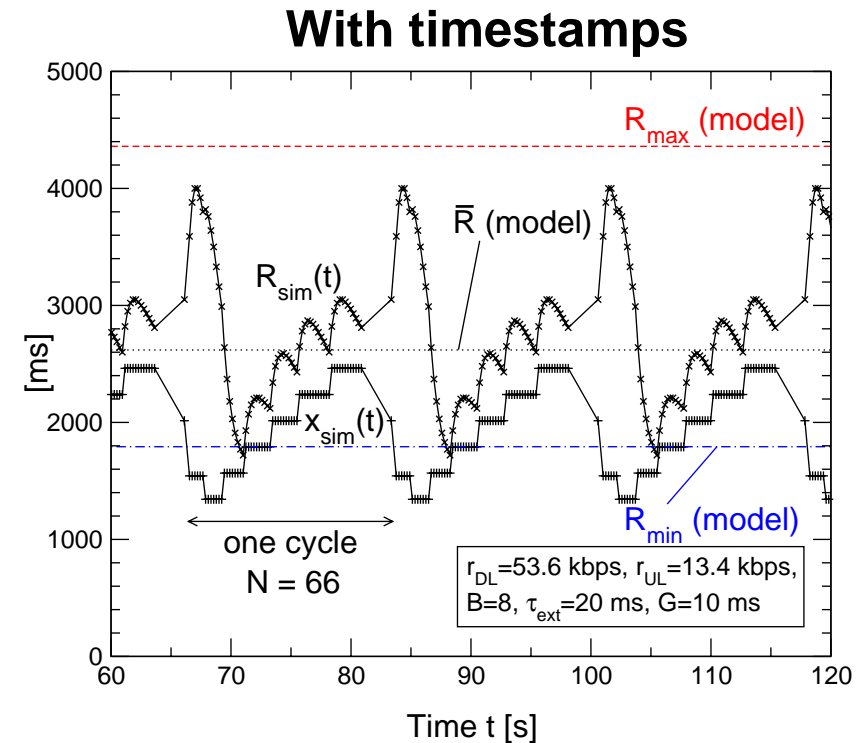 With timestamps
5000
4000
3000
2000
1000
0
[ms]
R_max (model)
R̅ (model)
R_sim(t)
x_sim(t)
R_min (model)
one cycle
N = 66
r_DL=53.6 kbps, r_UL=13.4 kbps,
B=8, τ_ext=20 ms, G=10 ms
60 70 80 90 100 110 120
Time t [s]